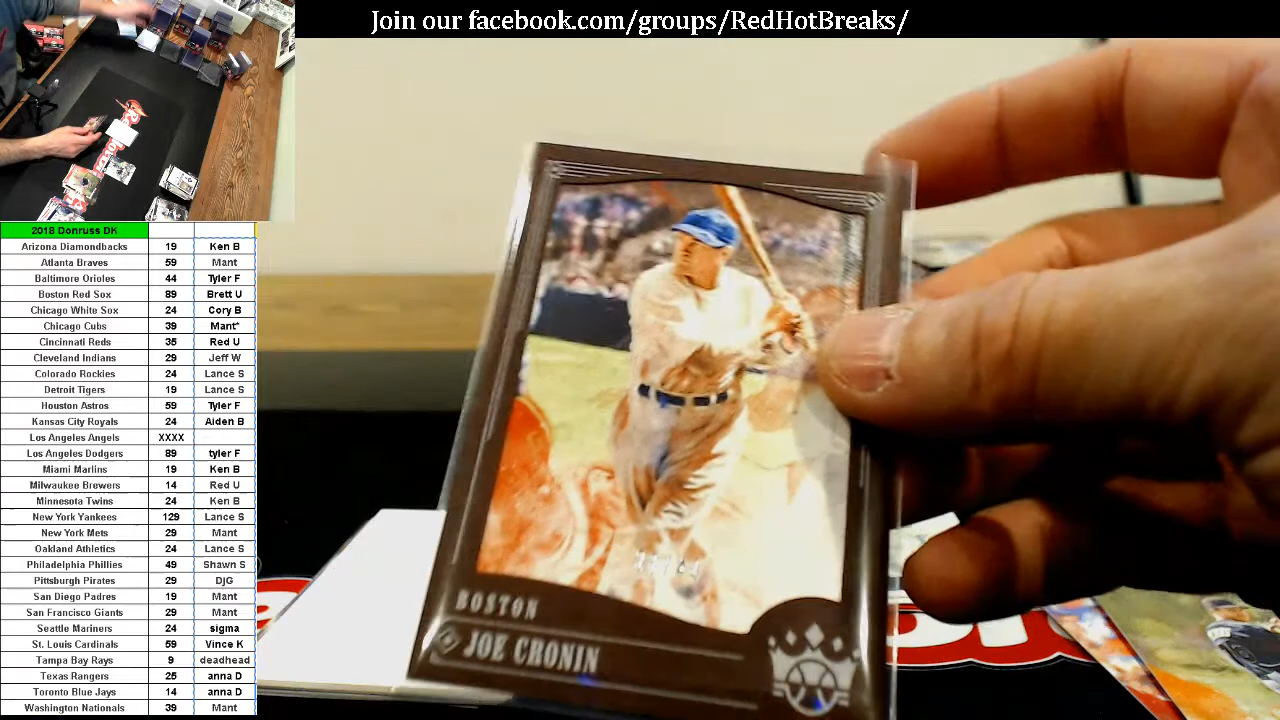 Join our facebook.com/groups/RedHotBreaks/
2018 Donruss DK
Arizona Diamondbacks 19 Ken B
Atlanta Braves 59 Mant
Baltimore Orioles 44 Tyler F
Boston Red Sox 89 Brett U
Chicago White Sox 24 Cory B
Chicago Cubs 39 Mant*
Cincinnati Reds 35 Red U
Cleveland Indians 29 Jeff W
Colorado Rockies 24 Lance S
Detroit Tigers 19 Lance S
Houston Astros 59 Tyler F
Kansas City Royals 24 Aiden B
Los Angeles Angels XXXX
Los Angeles Dodgers 89 tyler F
Miami Marlins 19 Ken B
Milwaukee Brewers 14 Red U
Minnesota Twins 24 Ken B
New York Yankees 129 Lance S
New York Mets 29 Mant
Oakland Athletics 24 Lance S
Philadelphia Phillies 49 Shawn S
Pittsburgh Pirates 29 DjG
San Diego Padres 19 Mant
San Francisco Giants 29 Mant
Seattle Mariners 24 sigma
St. Louis Cardinals 59 Vince K
Tampa Bay Rays 9 deadhead
Texas Rangers 25 anna D
Toronto Blue Jays 14 anna D
Washington Nationals 39 Mant
BOSTON
JOE CRONIN